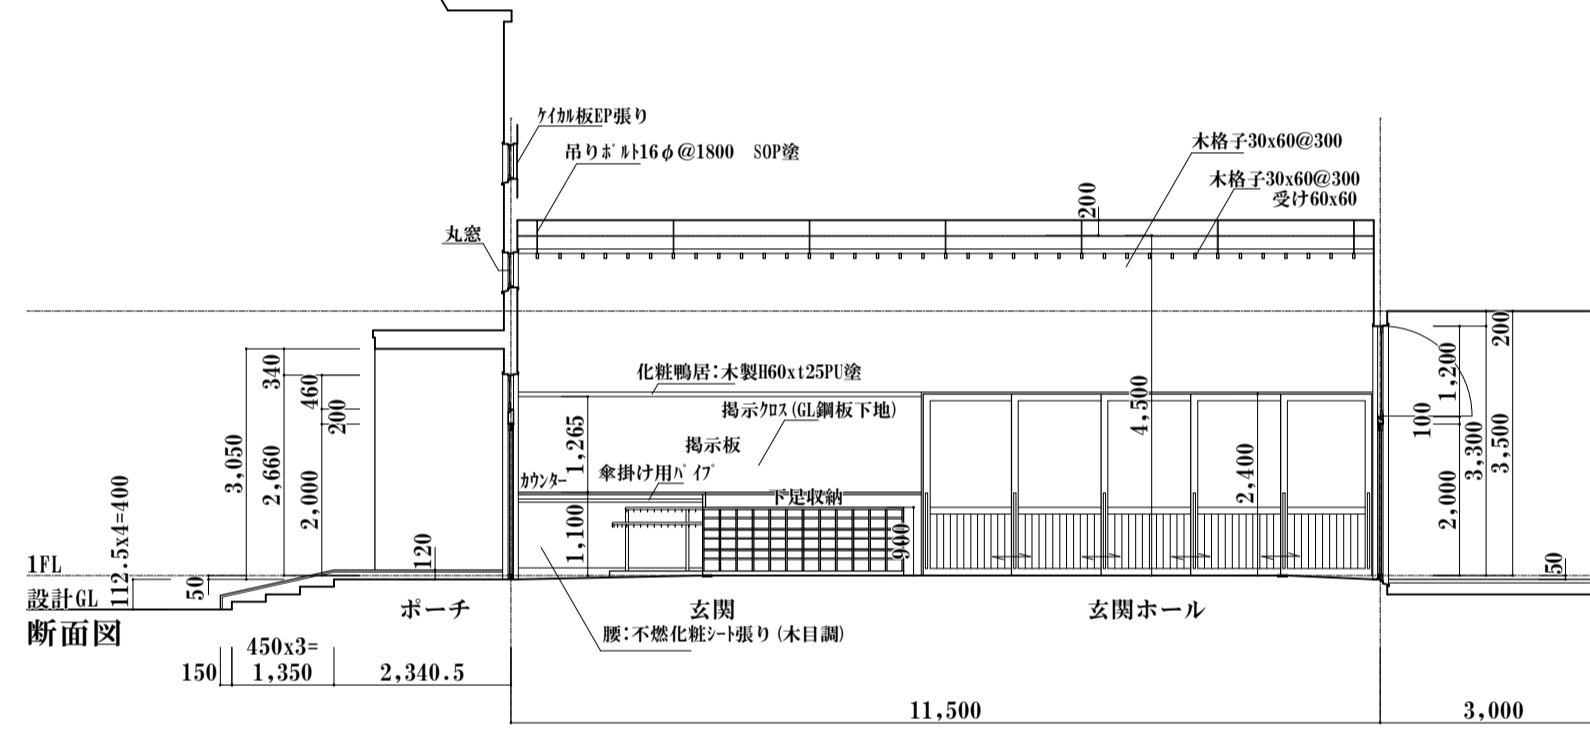 ｹｲｶﾙ板EP張り
吊りﾎﾞﾙﾄ16φ@1800　SOP塗
木格子30x60@300
木格子30x60@300
受け60x60
丸窓
200
化粧鴨居:木製H60xt25PU塗
掲示ｸﾛｽ(GL鋼板下地)
掲示板
傘掛け用ﾊﾟｲﾌﾟ
ｶｳﾝﾀｰ
下足収納
340
460
200
3,050
2,660
2,000
1,265
1,100
900
4,500
2,400
200
1,200
100
3,300
3,500
2,000
50
120
112.5x4=400
50
1FL
設計GL
断面図
ポーチ
玄関
玄関ホール
腰:不燃化粧ｼｰﾄ張り(木目調)
450x3=
150
1,350
2,340.5
11,500
3,000